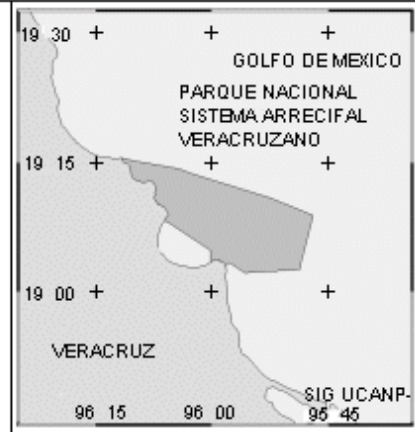 19 30
GOLFO DE MEXICO
PARQUE NACIONAL
SISTEMA ARRECIFAL
VERACRUZANO
19 15
19 00
VERACRUZ
SIG UCANP-
96 15
96 00
95 45